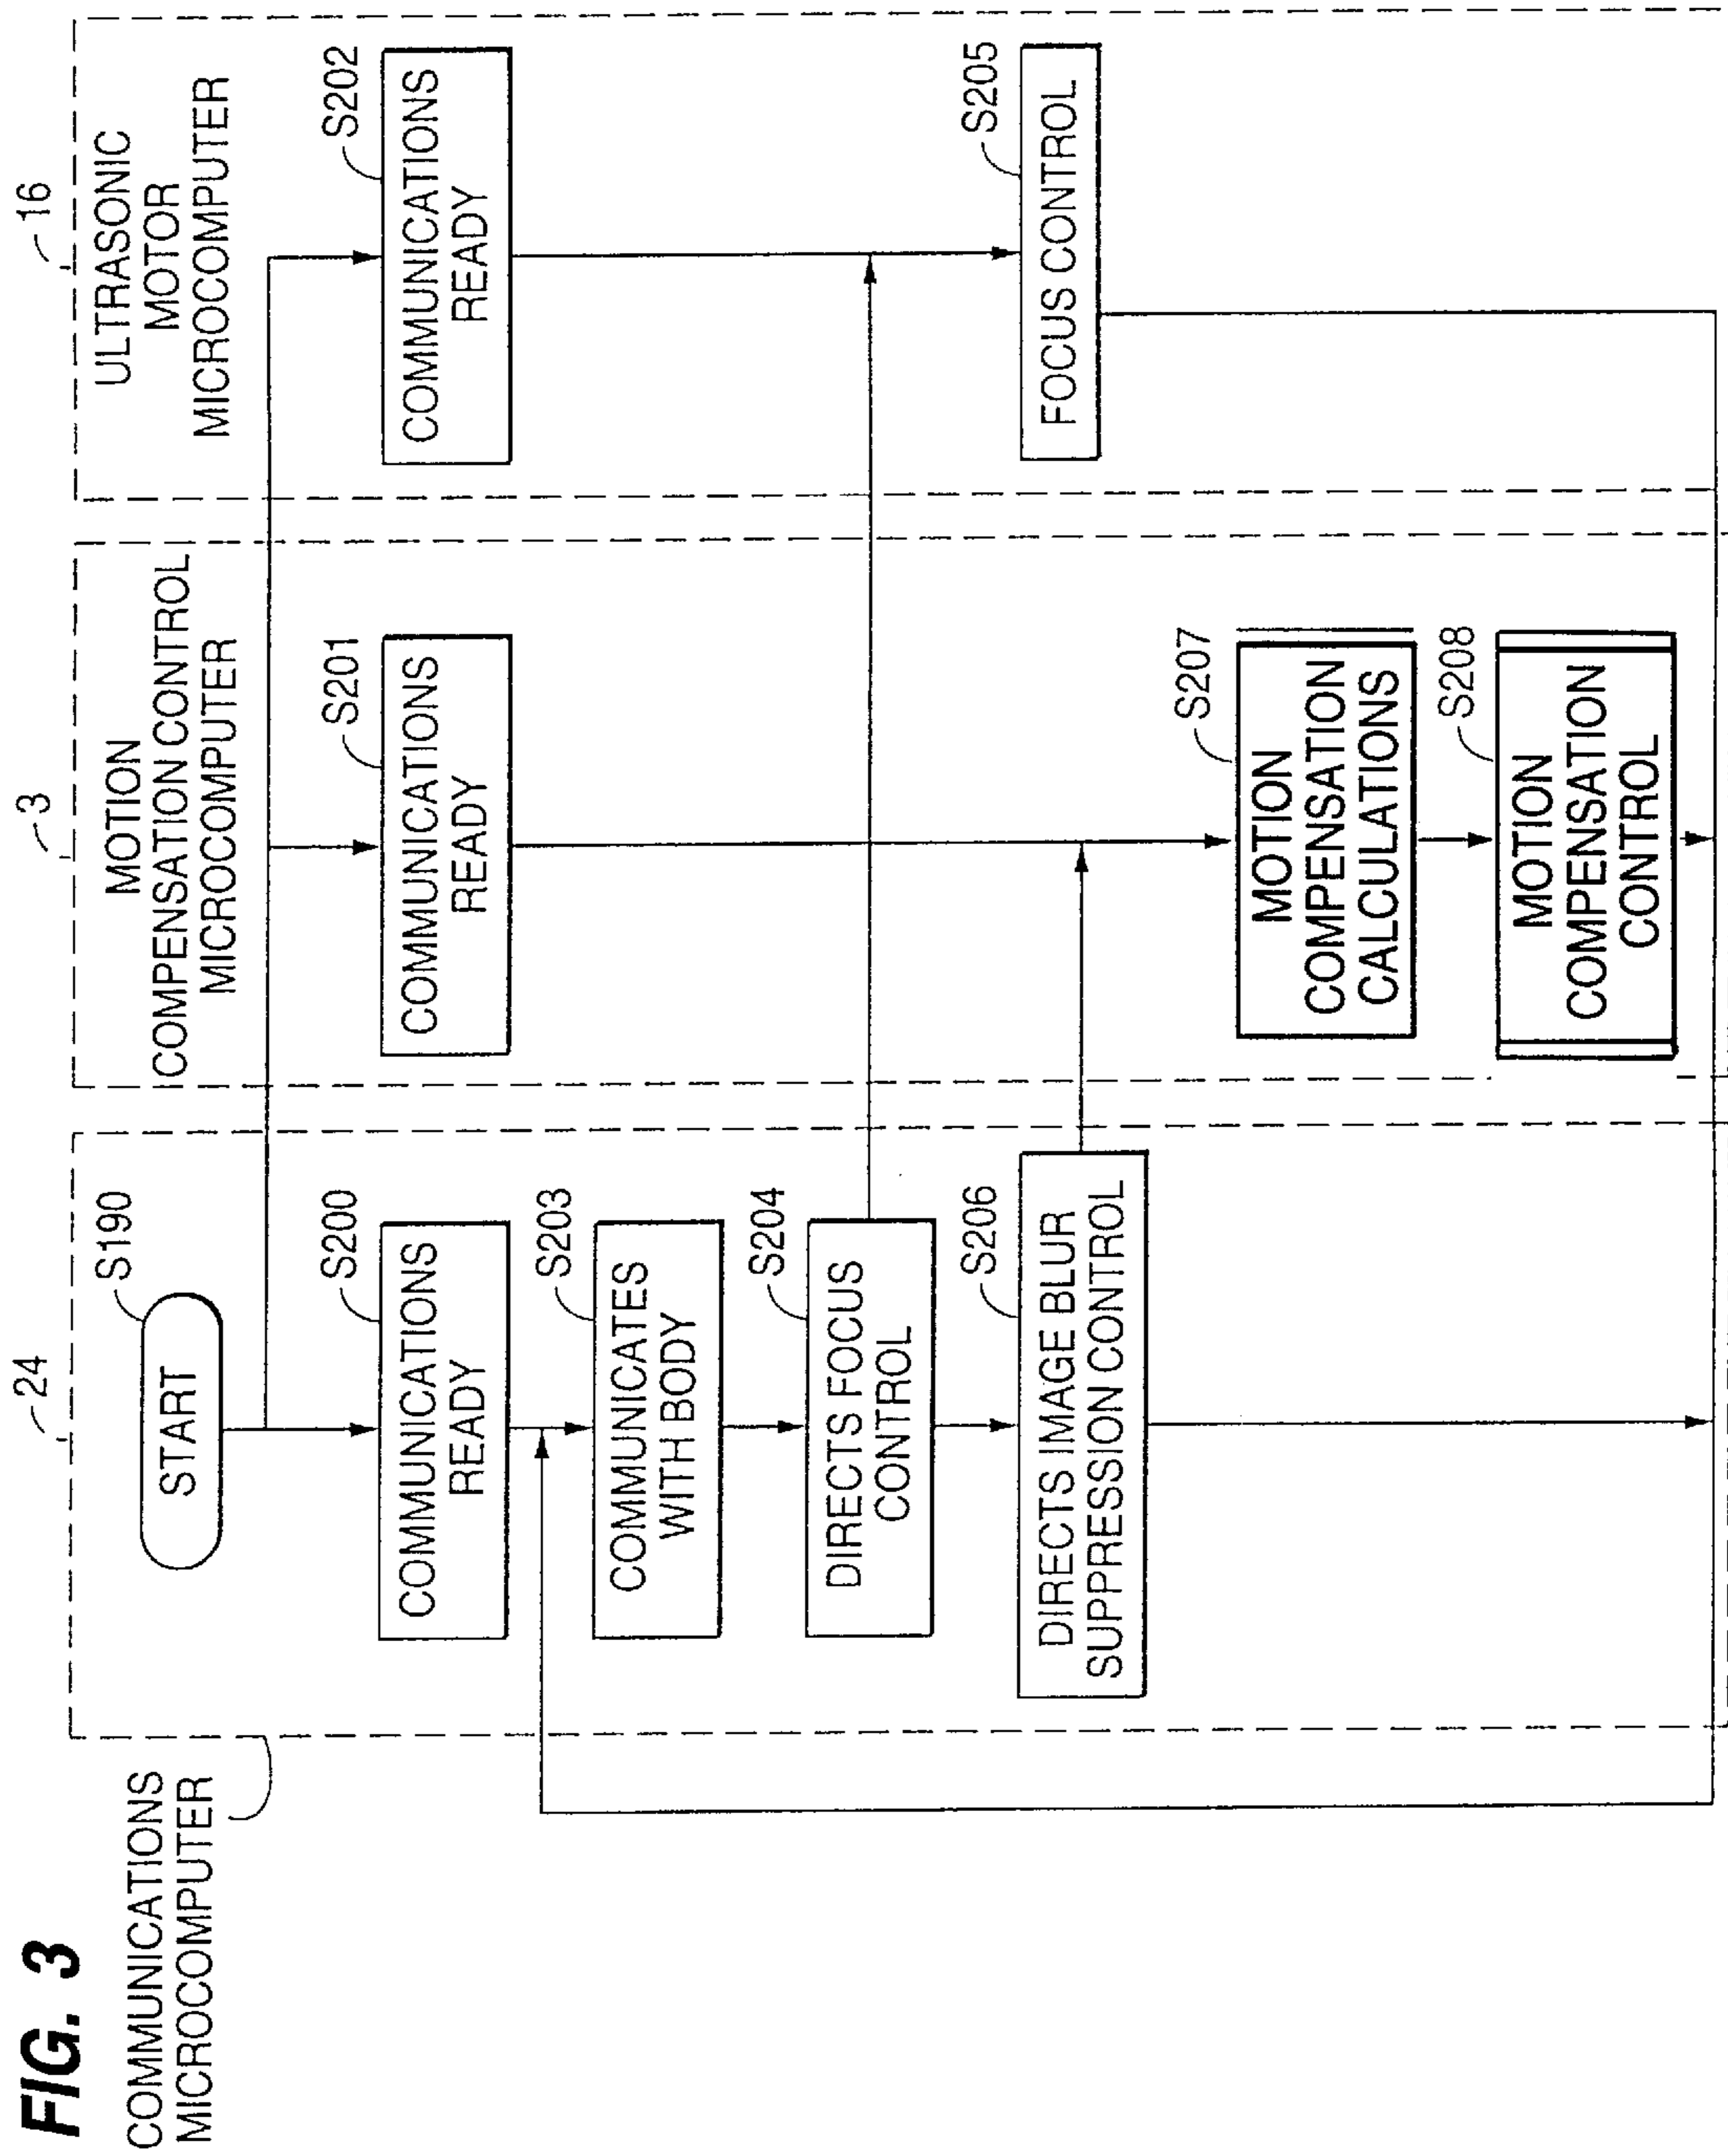 FIG. 3
COMMUNICATIONS
MICROCOMPUTER
24
START
S190
COMMUNICATIONS
READY
S200
COMMUNICATES
WITH BODY
S203
DIRECTS FOCUS
CONTROL
S204
DIRECTS IMAGE BLUR
SUPPRESSION CONTROL
S206
3
MOTION
COMPENSATION CONTROL
MICROCOMPUTER
COMMUNICATIONS
READY
S201
MOTION
COMPENSATION
CALCULATIONS
S207
MOTION
COMPENSATION
CONTROL
S208
16
ULTRASONIC
MOTOR
MICROCOMPUTER
COMMUNICATIONS
READY
S202
FOCUS CONTROL
S205